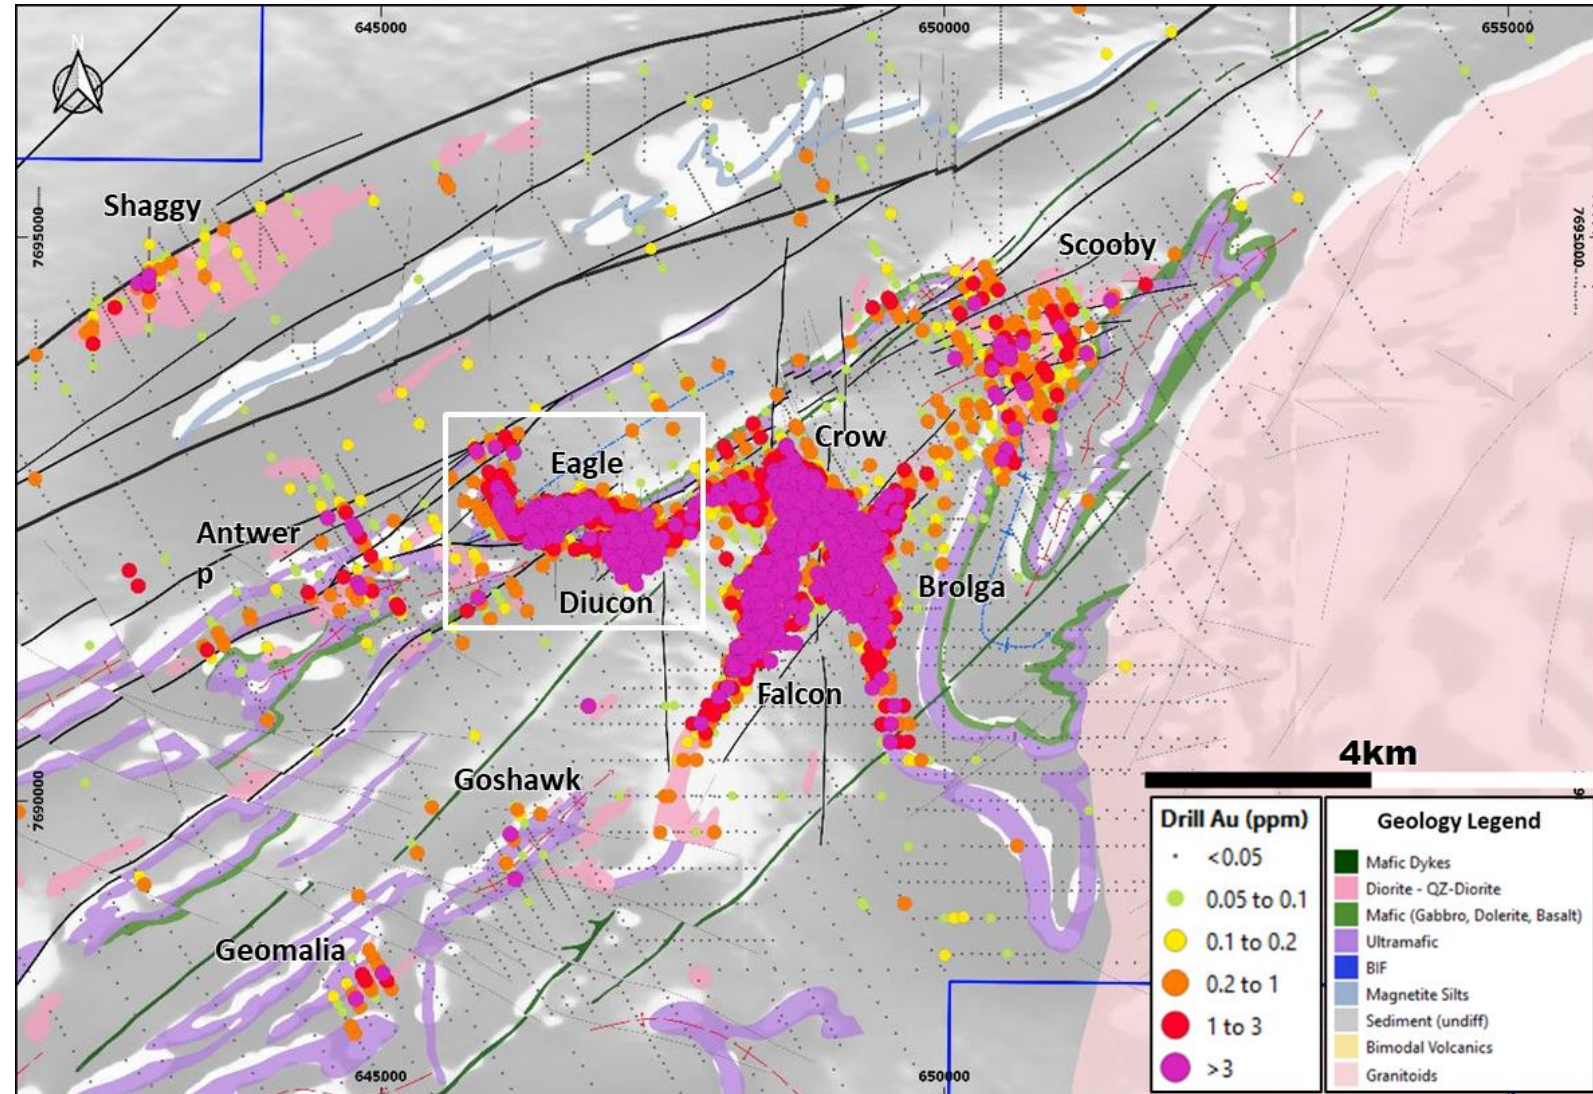 645000
650000
655000
N
Shaggy
7695000
7695000
Scooby
Crow
Eagle
Antwer
p
Diucon
Brolga
Falcon
Goshawk
4km
7690000
Drill Au (ppm)
<0.05
0.05 to 0.1
0.1 to 0.2
0.2 to 1
1 to 3
>3
Geology Legend
Mafic Dykes
Diorite - QZ-Diorite
Mafic (Gabbro, Dolerite, Basalt)
Ultramafic
BIF
Magnetite Silts
Sediment (undiff)
Bimodal Volcanics
Granitoids
Geomalia
645000
650000